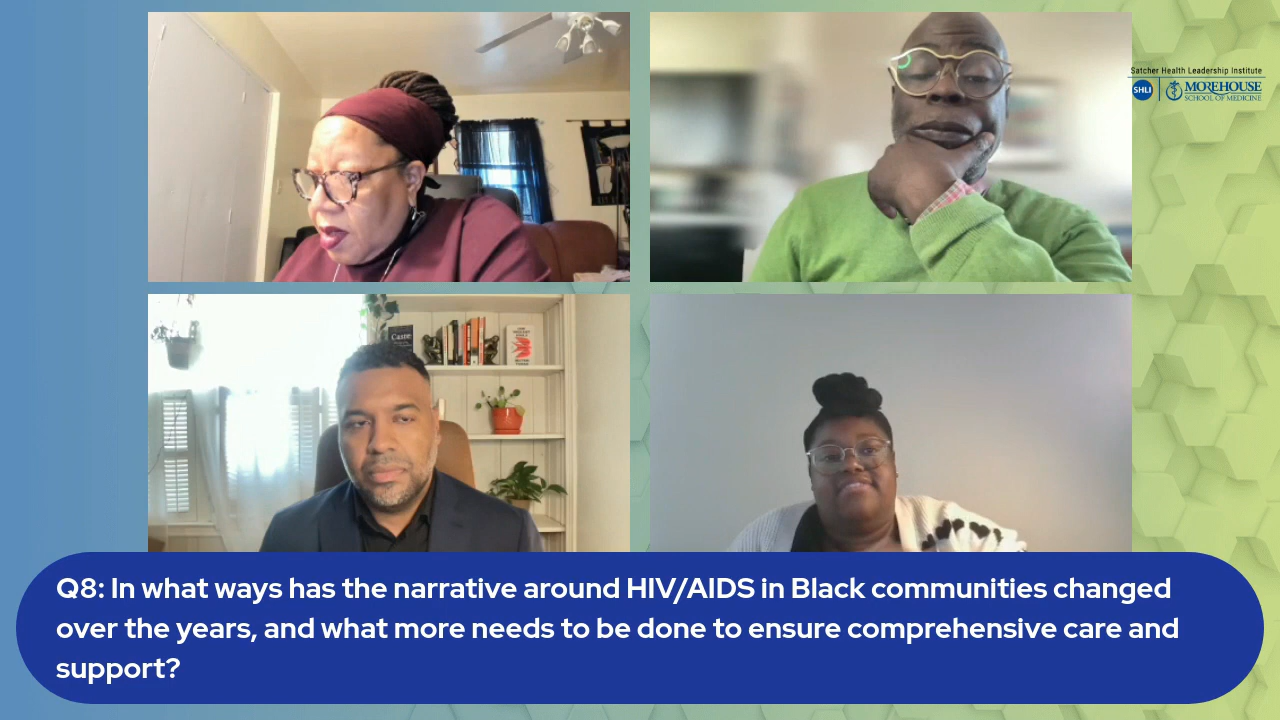 Satcher Health Leadership Institute
SHLI
MOREHOUSE
SCHOOL OF MEDICINE
Caste
Q8: In what ways has the narrative around HIV/AIDS in Black communities changed
over the years, and what more needs to be done to ensure comprehensive care and
support?